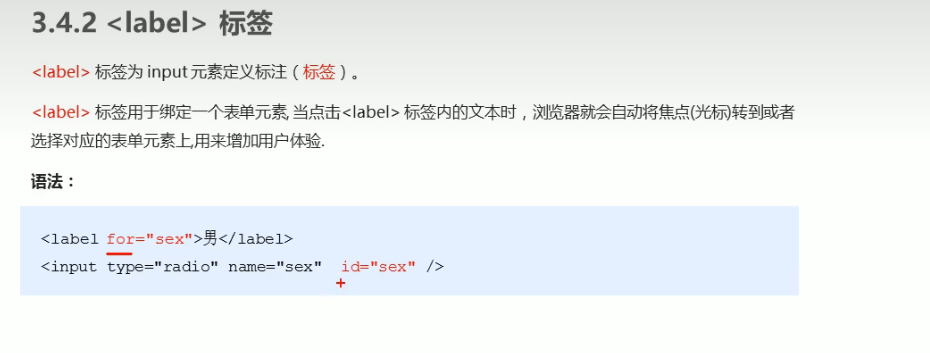 3.4.2 <label> 标签
<label> 标签为 input 元素定义标注（标签）。
<label> 标签用于绑定一个表单元素, 当点击<label> 标签内的文本时，浏览器就会自动将焦点(光标)转到或者
选择对应的表单元素上,用来增加用户体验.
语法：
<label for="sex">男</label>
<input type="radio" name="sex"  id="sex" />